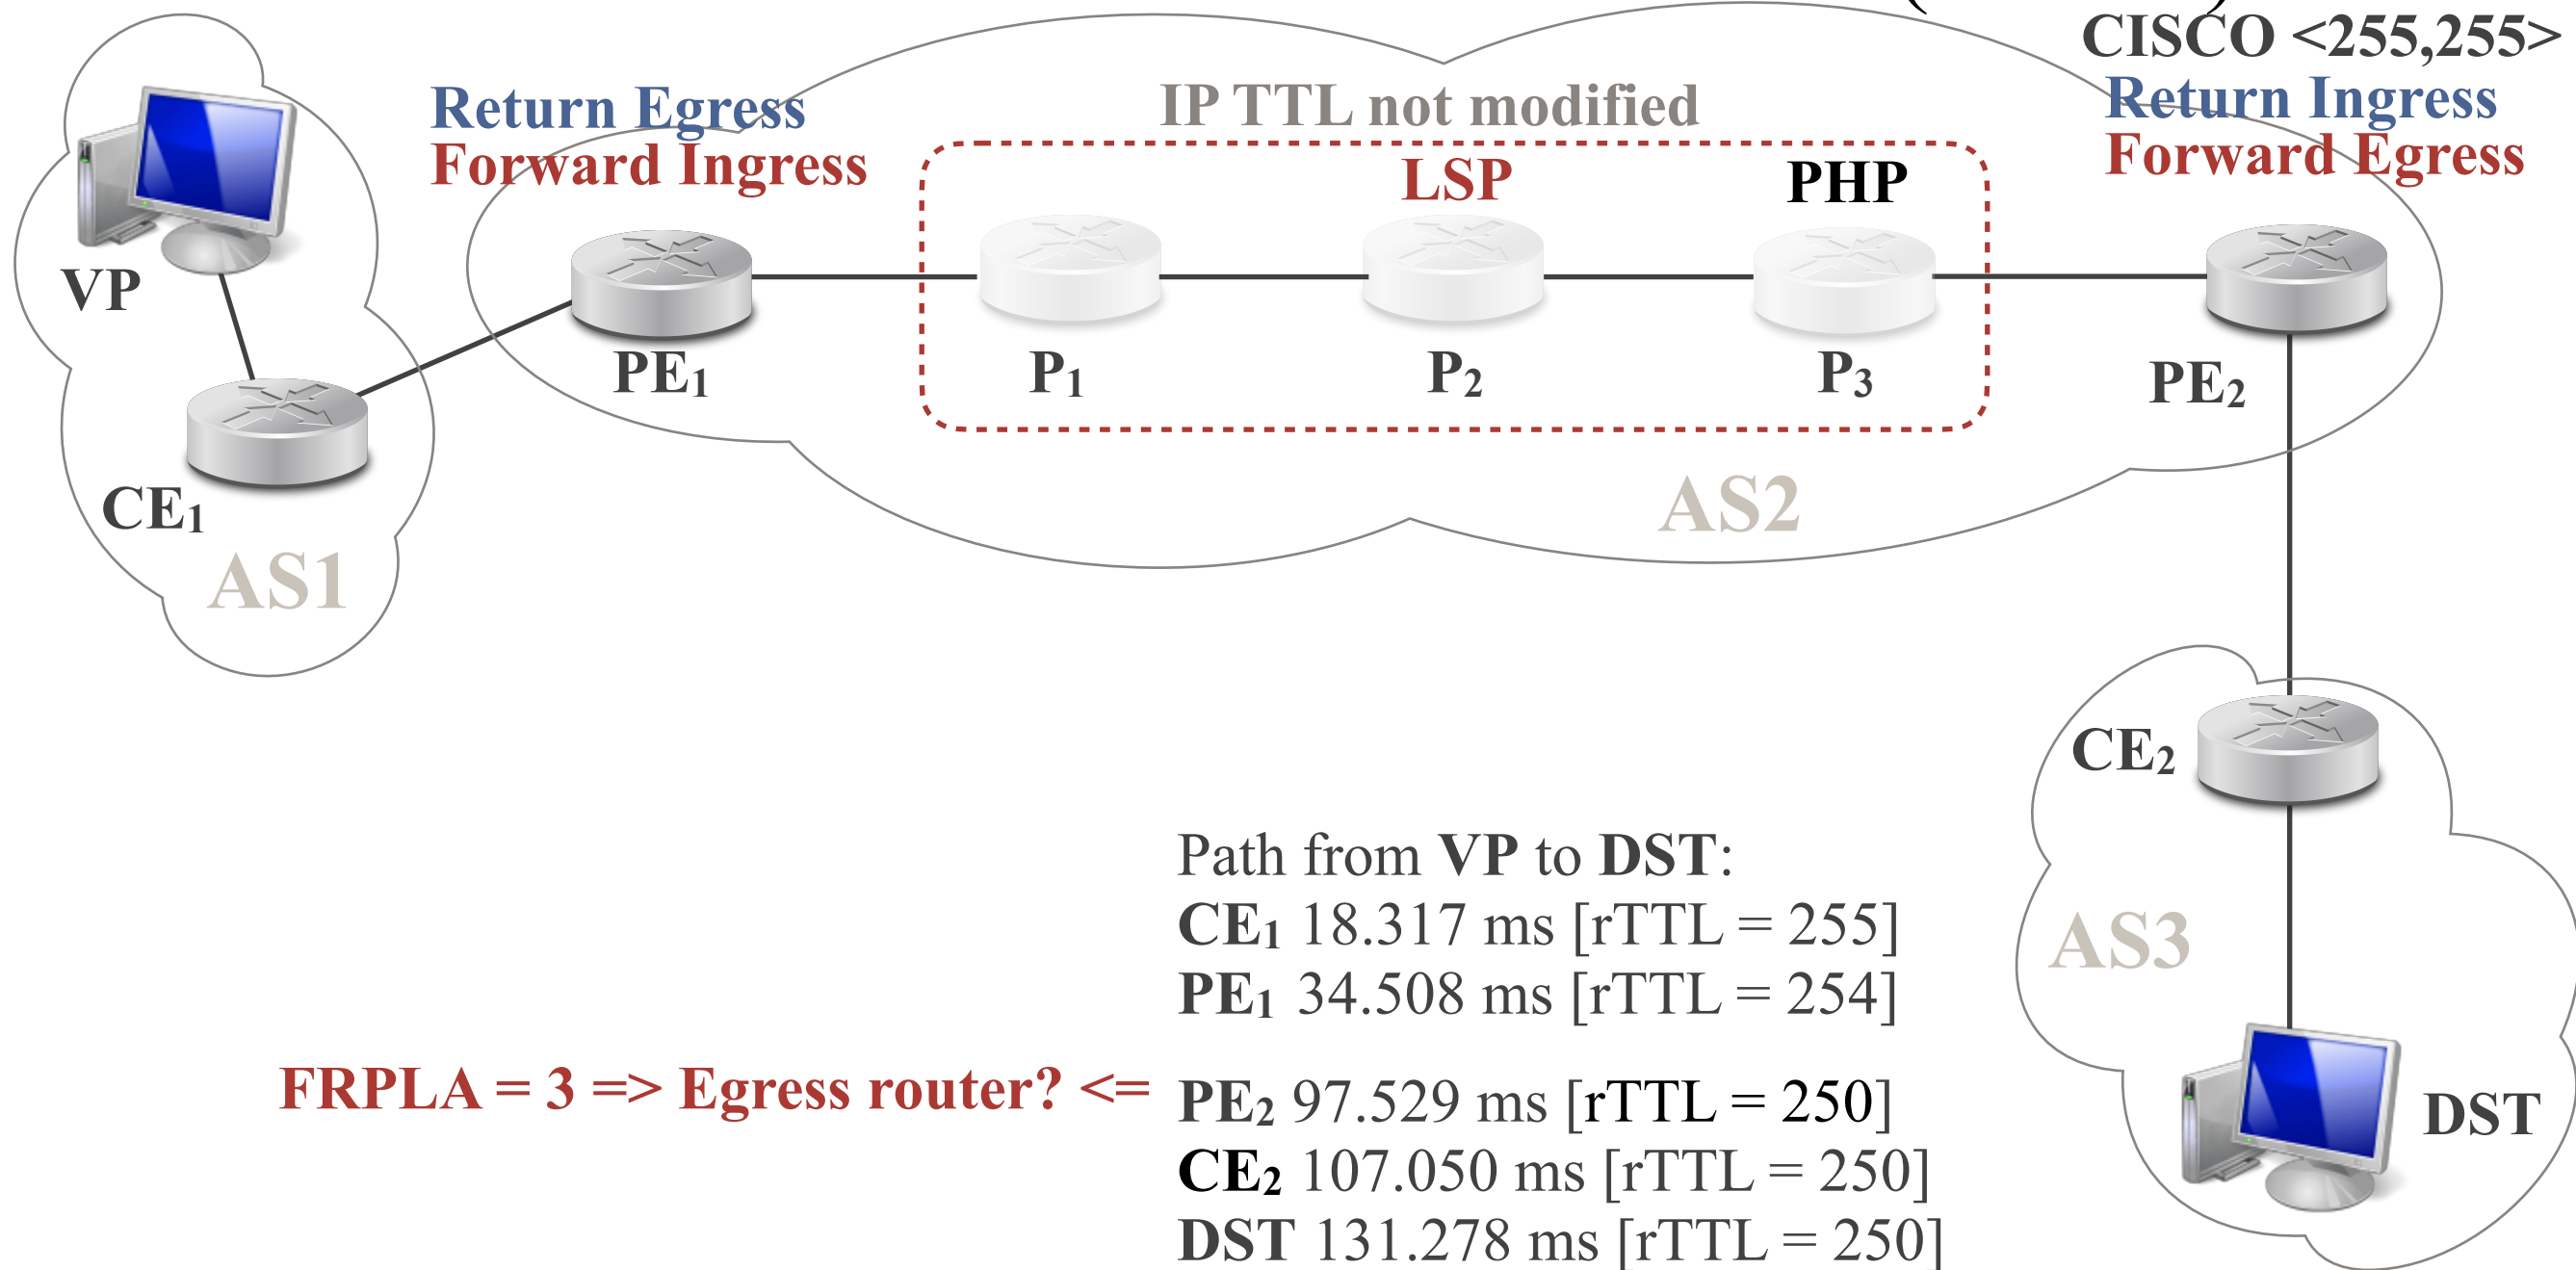 CISCO <255,255>
Return Egress
Forward Ingress
IP TTL not modified
Return Ingress
Forward Egress
LSP
PHP
VP
PE1
P1
P2
P3
PE2
CE1
AS1
AS2
CE2
AS3
DST
Path from VP to DST:
CE1 18.317 ms [rTTL = 255]
PE1 34.508 ms [rTTL = 254]
FRPLA = 3 => Egress router? <=
PE2 97.529 ms [rTTL = 250]
CE2 107.050 ms [rTTL = 250]
DST 131.278 ms [rTTL = 250]